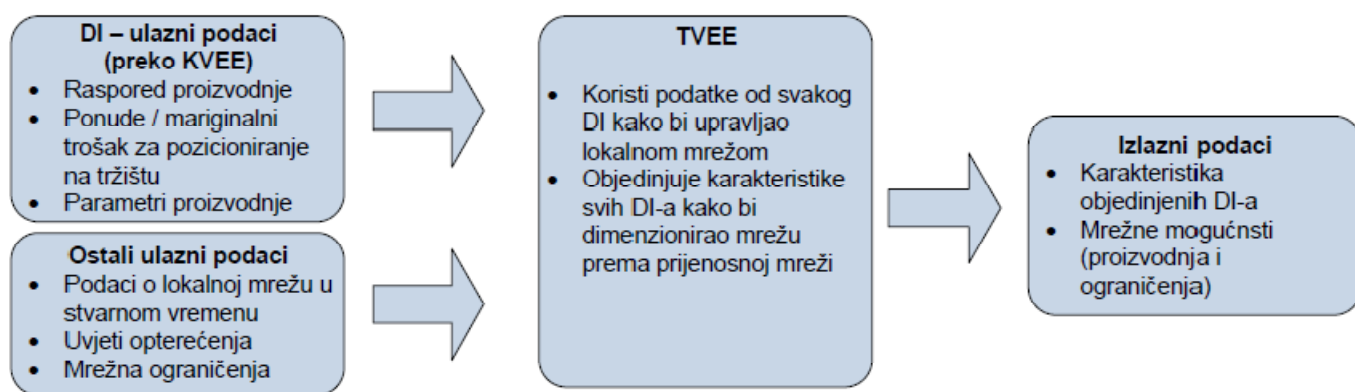 DI – ulazni podaci
(preko KVEE)
• Raspored proizvodnje
• Ponude / mariginalni
trošak za pozicioniranje
na tržištu
• Parametri proizvodnje
Ostali ulazni podaci
• Podaci o lokalnoj mrežu u
stvarnom vremenu
• Uvjeti opterećenja
• Mrežna ograničenja
TVEE
• Koristi podatke od svakog
DI kako bi upravljao
lokalnom mrežom
• Objedinjuje karakteristike
svih DI-a kako bi
dimenzionirao mrežu
prema prijenosnoj mreži
Izlazni podaci
• Karakteristika
objedinjenih DI-a
• Mrežne mogućnsti
(proizvodnja i
ograničenja)